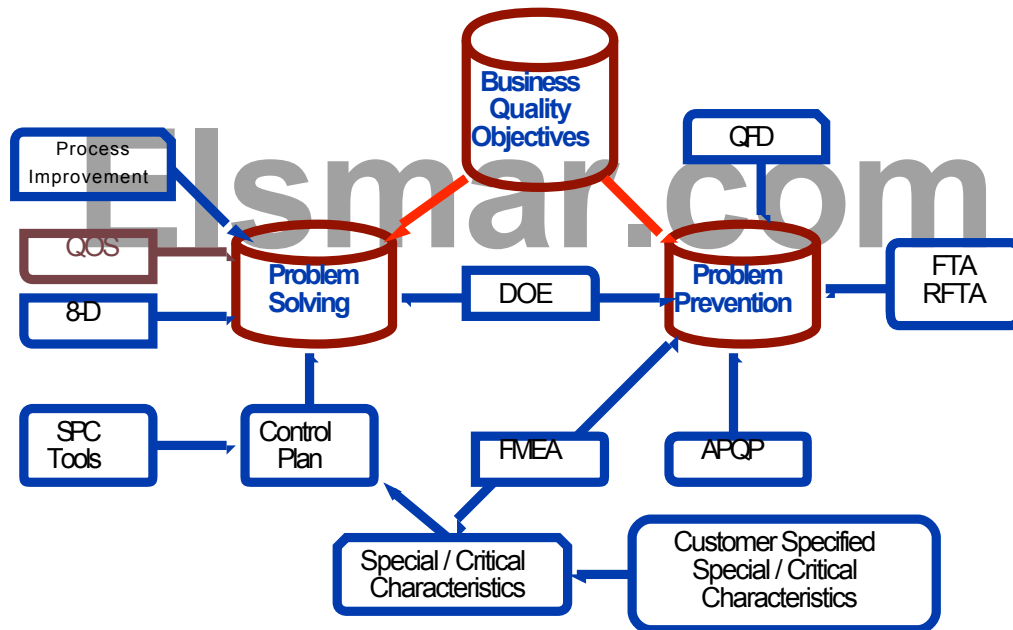 Business
Quality
Objectives
Elsmar.com
Process
Improvement
QFD
QOS
Problem
Solving
DOE
Problem
Prevention
FTA
RFTA
8-D
SPC
Tools
Control
Plan
FMEA
APQP
Special / Critical
Characteristics
Customer Specified
Special / Critical
Characteristics